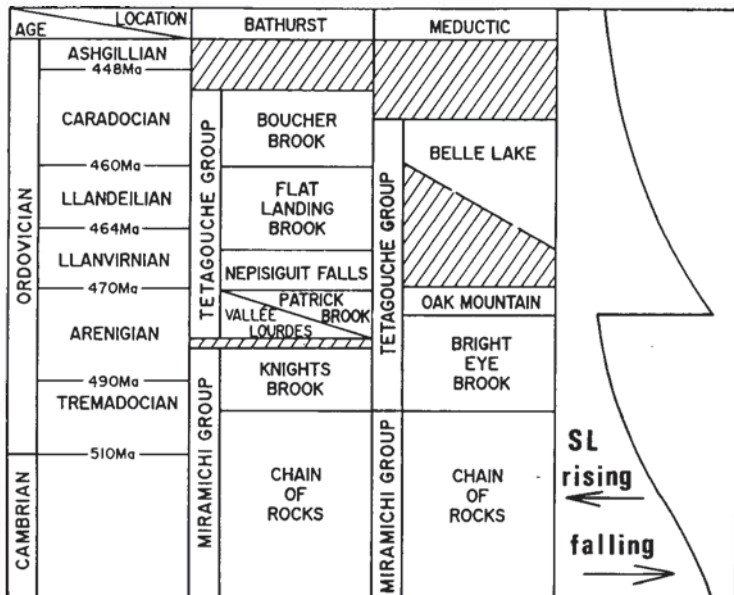 LOCATION
AGE
BATHURST
MEDUCTIC
ORDOVICIAN
CAMBRIAN
ASHGILLIAN
448Ma
CARADOCIAN
460Ma
LLANDEILIAN
464Ma
LLANVIRNIAN
470Ma
ARENIGIAN
490Ma
TREMADOCIAN
510Ma
TETAGOUCHE GROUP
MIRAMICHI GROUP
BOUCHER
BROOK
FLAT
LANDING
BROOK
NEPISIGUIT FALLS
PATRICK
BROOK
VALLÉE
LOURDES
KNIGHTS
BROOK
CHAIN
OF
ROCKS
TETAGOUCHE GROUP
MIRAMICHI GROUP
BELLE LAKE
OAK MOUNTAIN
BRIGHT
EYE
BROOK
CHAIN
OF
ROCKS
SL
rising
falling